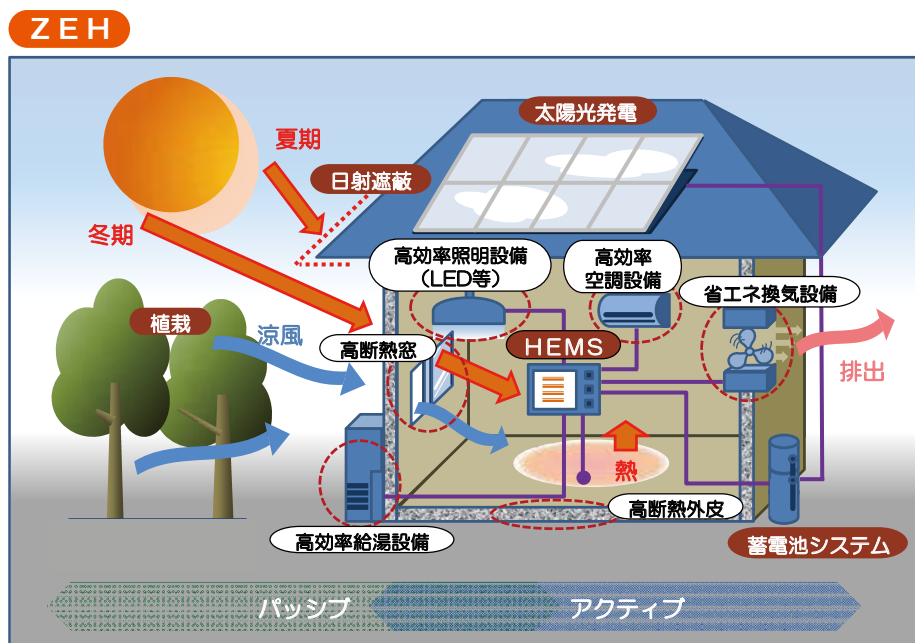 ZEH
太陽光発電
夏期
日射遮蔽
冬期
高効率照明設備
(LED等)
高効率
空調設備
省エネ換気設備
植栽
涼風
高断熱窓
HEMS
排出
熱
高断熱外皮
高効率給湯設備
蓄電池システム
パッシブ
アクティブ